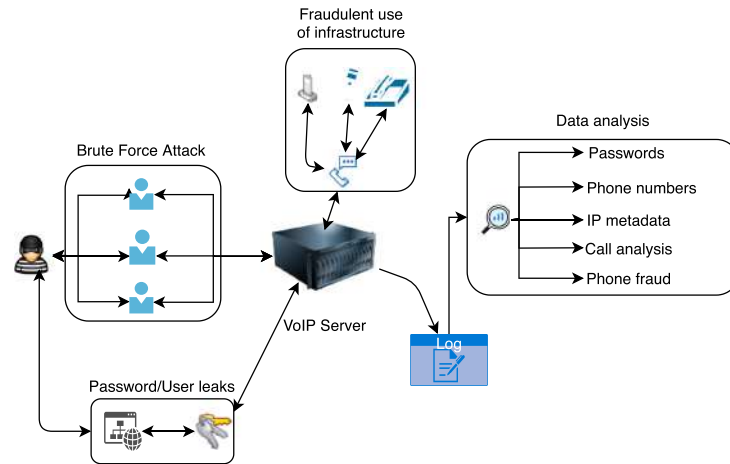 Fraudulent use
of infrastructure
Data analysis
Brute Force Attack
Passwords
Phone numbers
IP metadata
Call analysis
Phone fraud
VoIP Server
Log
Password/User leaks